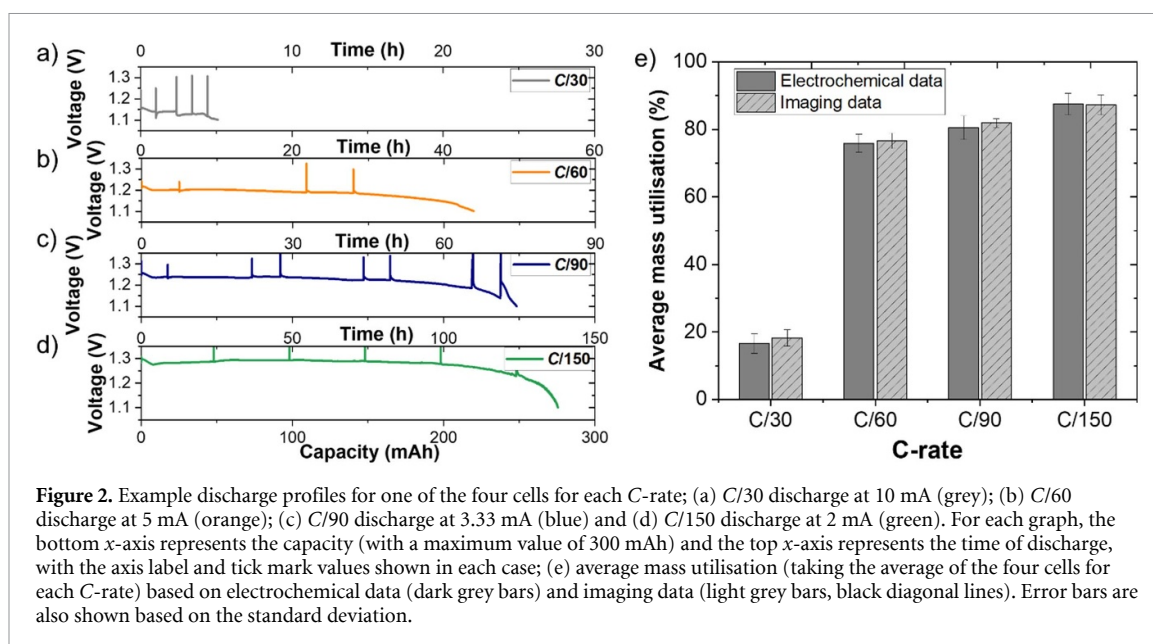 a)
0 10 20 30
Time (h)
Voltage (V)
1.3
1.2
1.1
C/30
0 20 40 60
Time (h)
b)
Voltage (V)
1.3
1.2
1.1
C/60
0 30 60 90
Time (h)
c)
Voltage (V)
1.3
1.2
1.1
C/90
0 50 100 150
Time (h)
d)
Voltage (V)
1.3
1.2
1.1
C/150
0 100 200 300
Capacity (mAh)
e)
Average mass utilisation (%)
100
80
60
40
20
0
Electrochemical data
Imaging data
C/30 C/60 C/90 C/150
C-rate
Figure 2. Example discharge profiles for one of the four cells for each C-rate; (a) C/30 discharge at 10 mA (grey); (b) C/60
discharge at 5 mA (orange); (c) C/90 discharge at 3.33 mA (blue) and (d) C/150 discharge at 2 mA (green). For each graph, the
bottom x-axis represents the capacity (with a maximum value of 300 mAh) and the top x-axis represents the time of discharge,
with the axis label and tick mark values shown in each case; (e) average mass utilisation (taking the average of the four cells for
each C-rate) based on electrochemical data (dark grey bars) and imaging data (light grey bars, black diagonal lines). Error bars are
also shown based on the standard deviation.